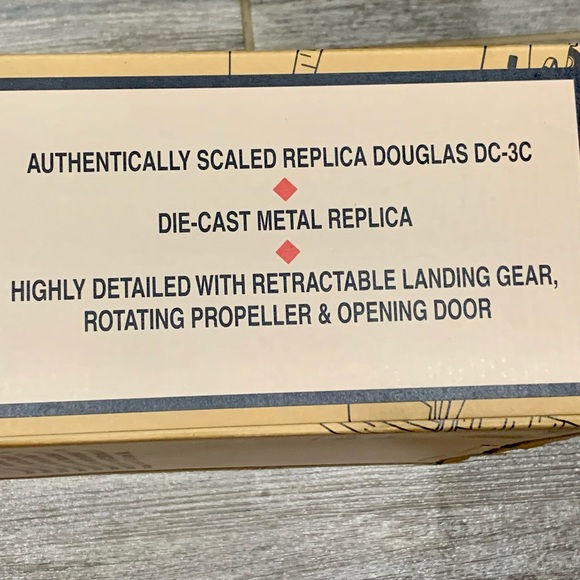 AUTHENTICALLY SCALED REPLICA DOUGLAS DC-3C
DIE-CAST METAL REPLICA
HIGHLY DETAILED WITH RETRACTABLE LANDING GEAR,
ROTATING PROPELLER & OPENING DOOR